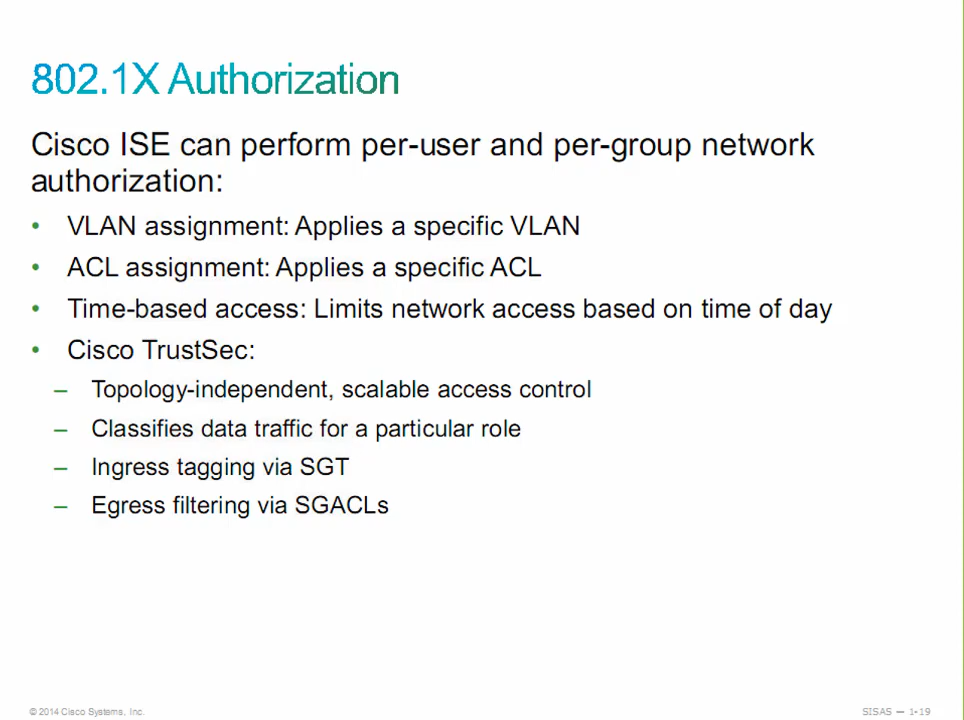 802.1X Authorization
Cisco ISE can perform per-user and per-group network
authorization:
• VLAN assignment: Applies a specific VLAN
• ACL assignment: Applies a specific ACL
• Time-based access: Limits network access based on time of day
• Cisco TrustSec:
– Topology-independent, scalable access control
– Classifies data traffic for a particular role
– Ingress tagging via SGT
– Egress filtering via SGACLs
© 2014 Cisco Systems, Inc.
SISAS — 1-19